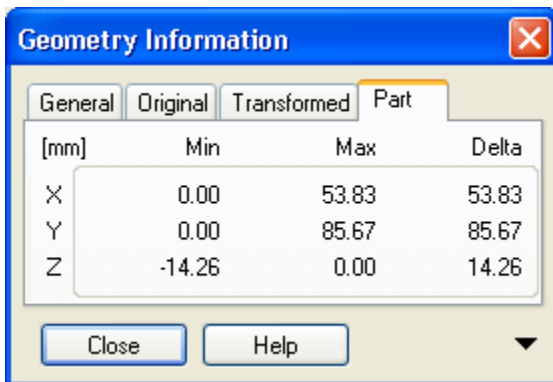 Geometry Information
General Original Transformed Part
[mm] Min Max Delta
X 0.00 53.83 53.83
Y 0.00 85.67 85.67
Z -14.26 0.00 14.26
Close Help